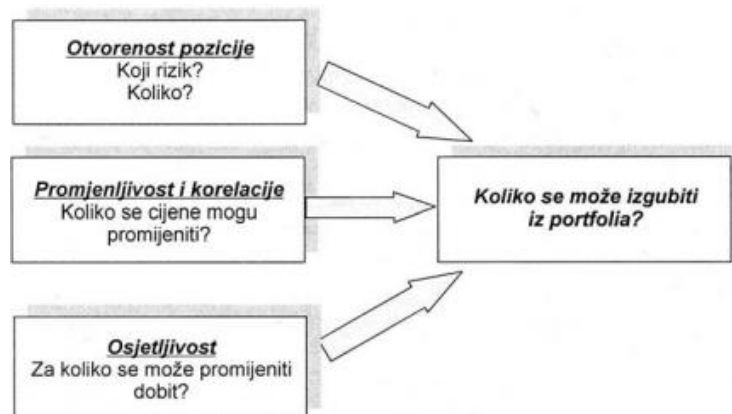 Otvorenost pozicije
Koji rizik?
Koliko?
Promjenljivost i korelacije
Koliko se cijene mogu
promijeniti?
Osjetljivost
Za koliko se može promijeniti
dobit?
Koliko se može izgubiti
iz portfolia?